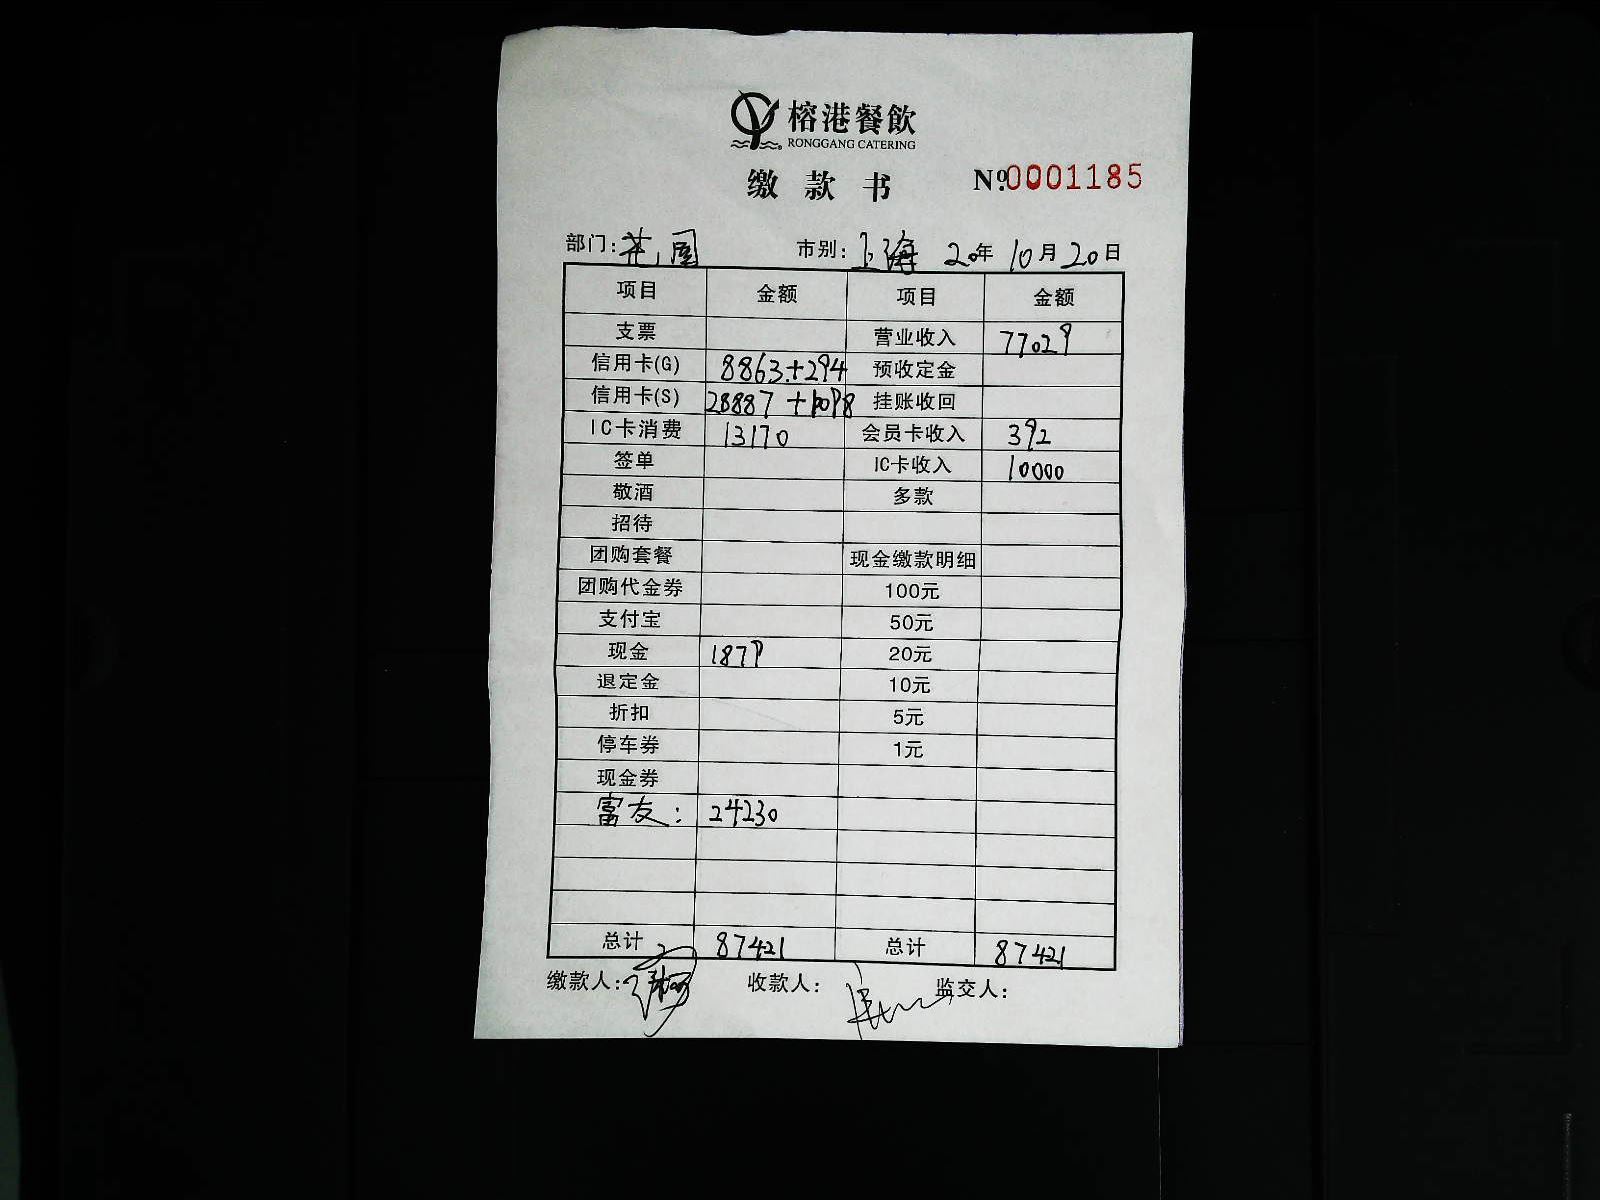 榕港餐飲
RONGGANG CATERING
缴款书 Nº 0001185
部门: 花园 市别: 上海 20年 10月 20日
项目 金额 项目 金额
支票 营业收入 77029
信用卡(G) 8863+294 预收定金
信用卡(S) 28887+10098 挂账收回
IC卡消费 13170 会员卡收入 392
签单 IC卡收入 10000
敬酒 多款
招待
团购套餐 现金缴款明细
团购代金券 100元
支付宝 50元
现金 1879 20元
退定金 10元
折扣 5元
停车券 1元
现金券
富友: 24230
总计 87421 总计 87421
缴款人: 收款人: 监交人: